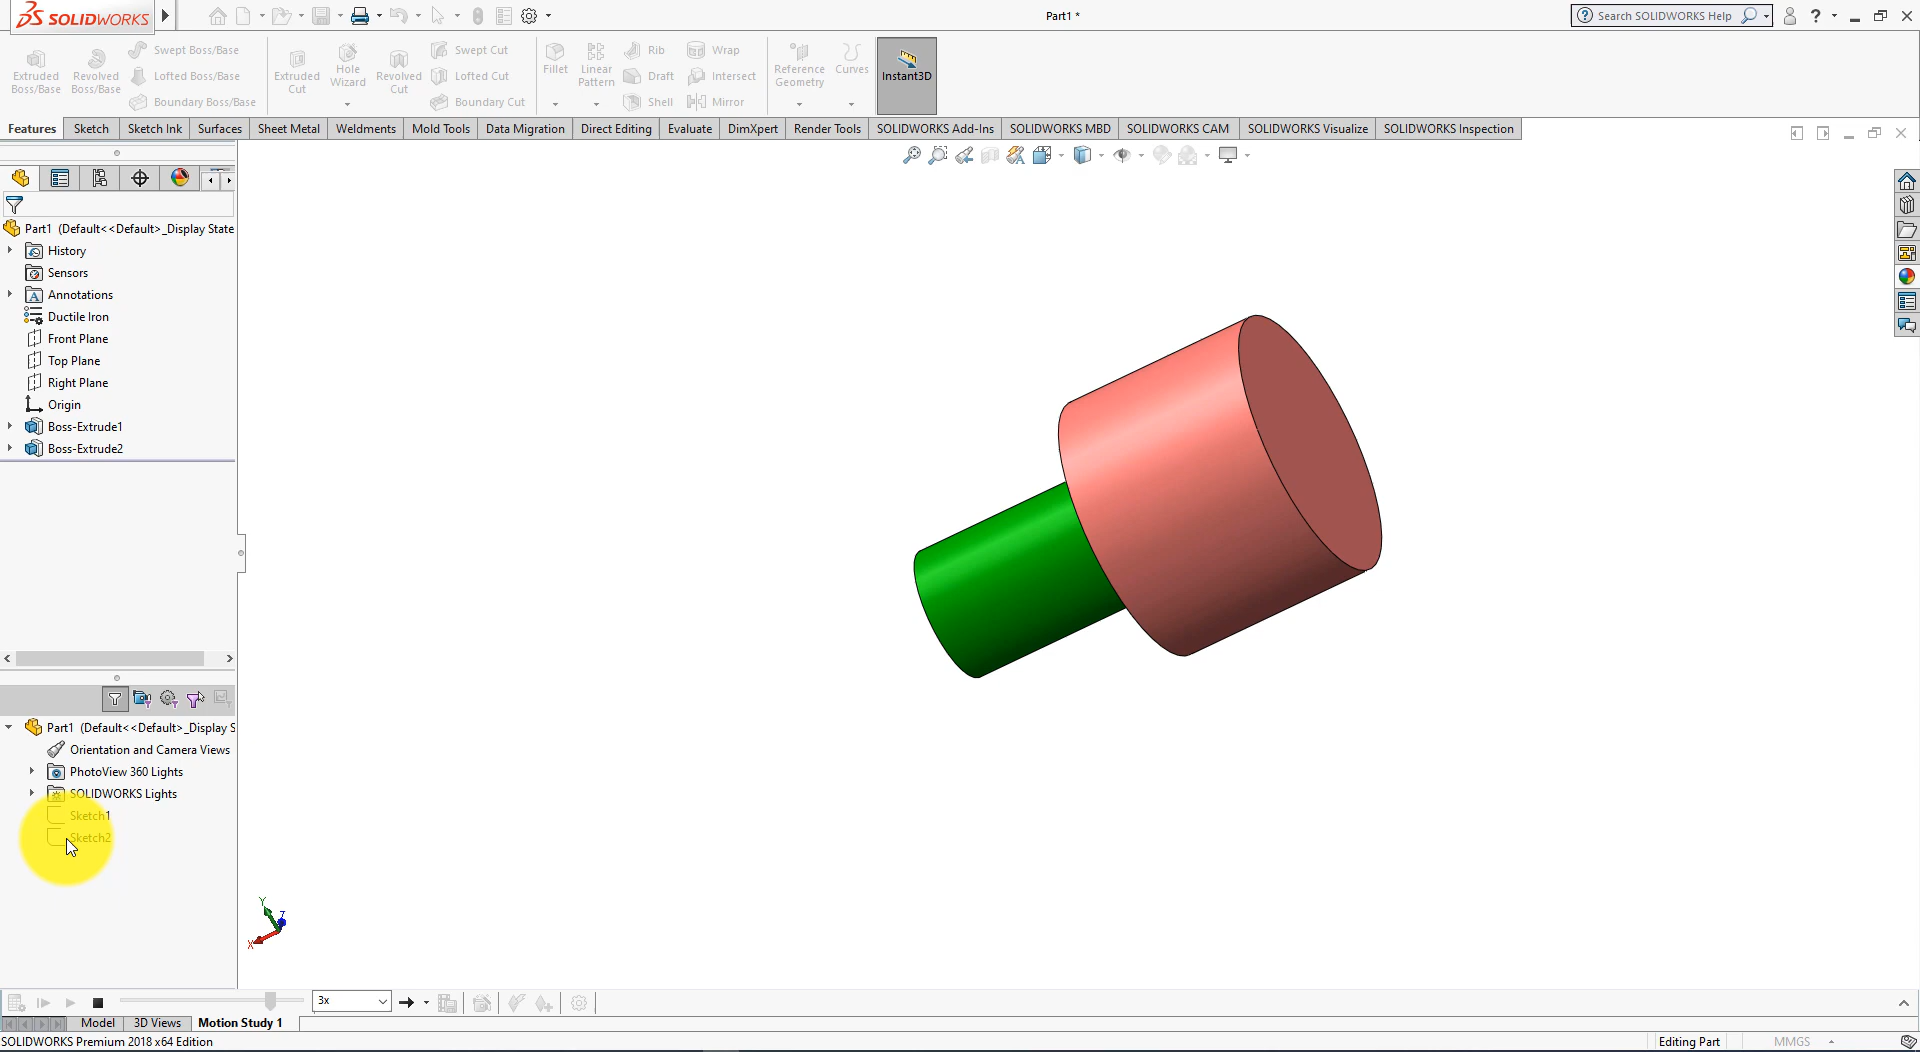 SOLIDWORKS
Part1 *
Search SOLIDWORKS Help
Extruded Boss/Base
Revolved Boss/Base
Swept Boss/Base
Lofted Boss/Base
Boundary Boss/Base
Extruded Cut
Hole Wizard
Revolved Cut
Swept Cut
Lofted Cut
Boundary Cut
Fillet
Linear Pattern
Rib
Draft
Shell
Wrap
Intersect
Mirror
Reference Geometry
Curves
Instant3D
Features Sketch Sketch Ink Surfaces Sheet Metal Weldments Mold Tools Data Migration Direct Editing Evaluate DimXpert Render Tools SOLIDWORKS Add-Ins SOLIDWORKS MBD SOLIDWORKS CAM SOLIDWORKS Visualize SOLIDWORKS Inspection
Part1 (Default<<Default>_Display State
History
Sensors
Annotations
Ductile Iron
Front Plane
Top Plane
Right Plane
Origin
Boss-Extrude1
Boss-Extrude2
Part1 (Default<<Default>_Display S
Orientation and Camera Views
PhotoView 360 Lights
SOLIDWORKS Lights
Sketch1
Sketch2
Y
Z
X
3x
Model 3D Views Motion Study 1
SOLIDWORKS Premium 2018 x64 Edition
Editing Part
MMGS